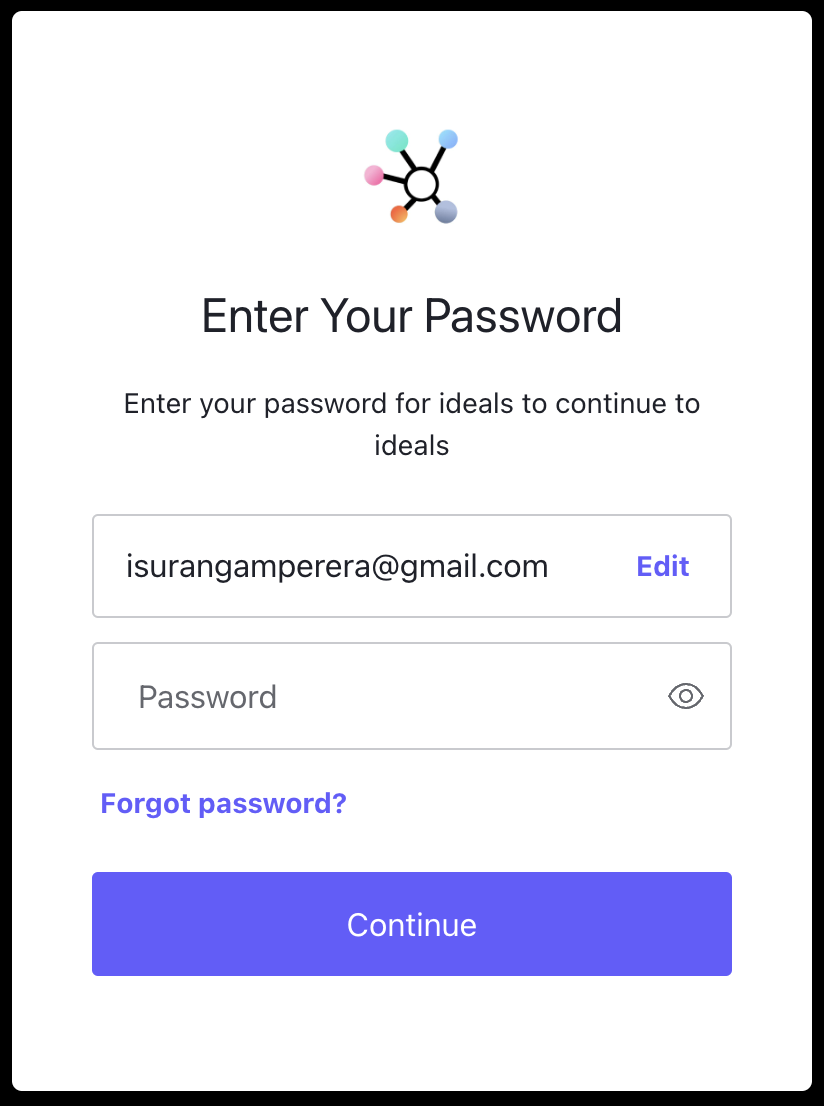 Enter Your Password
Enter your password for ideals to continue to
ideals
isurangamperera@gmail.com Edit
Password
Forgot password?
Continue